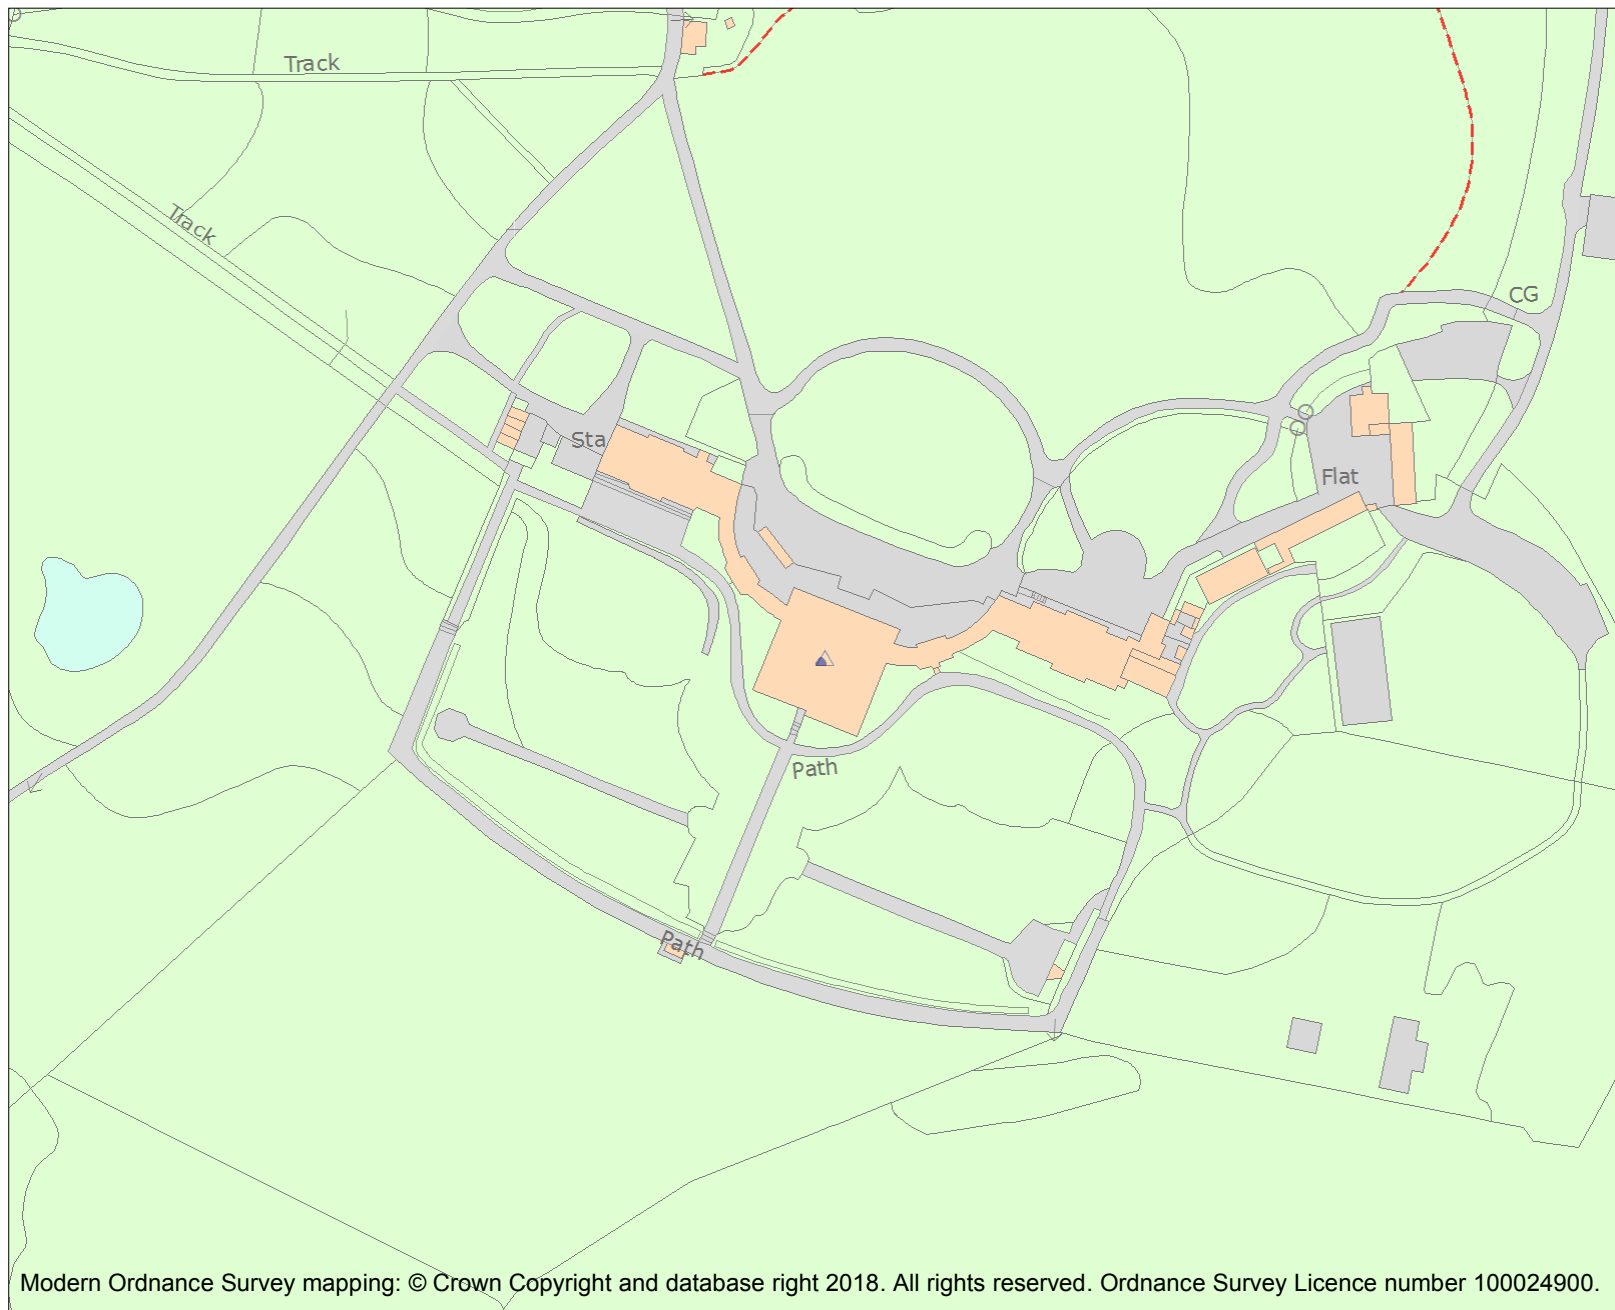 Track
Track
CG
Sta
Flat
Path
Path
Modern Ordnance Survey mapping: © Crown Copyright and database right 2018. All rights reserved. Ordnance Survey Licence number 100024900.